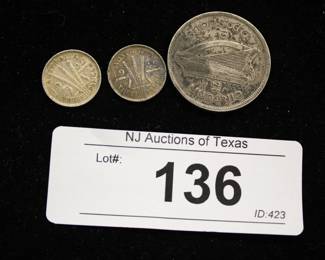 NJ Auctions of Texas
Lot#:
136
ID:423